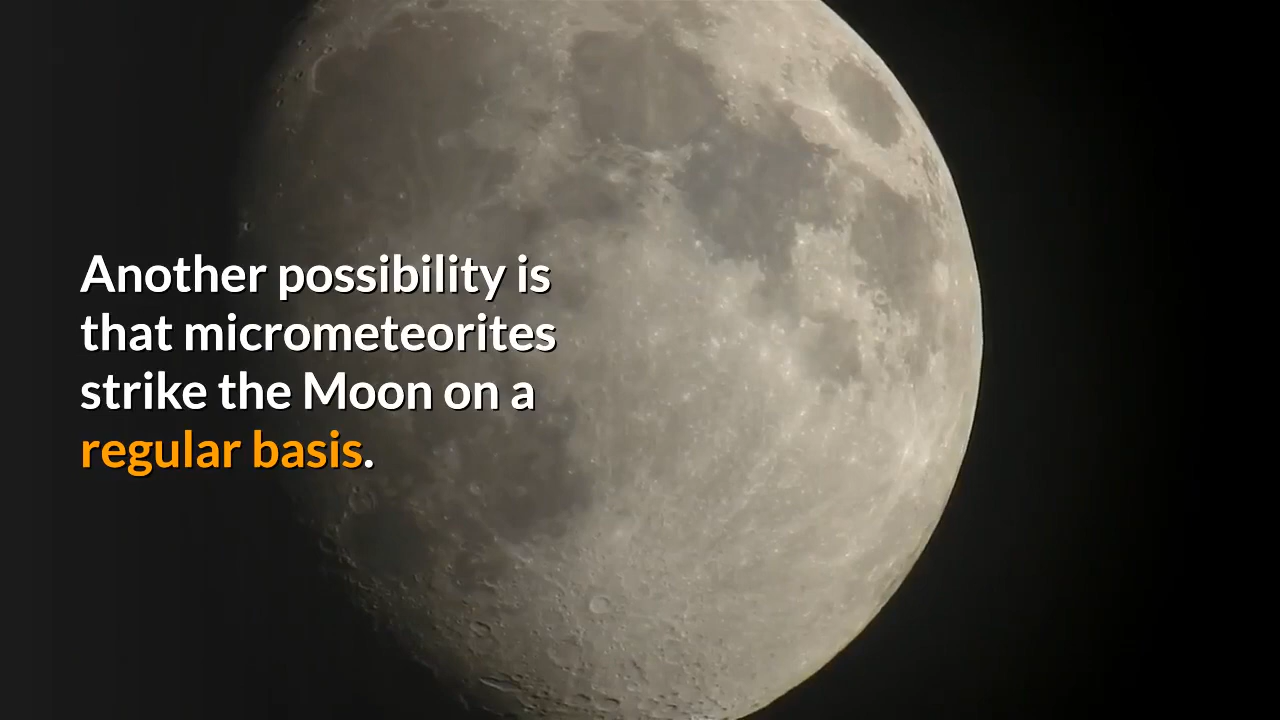 Another possibility is
that micrometeorites
strike the Moon on a
regular basis.